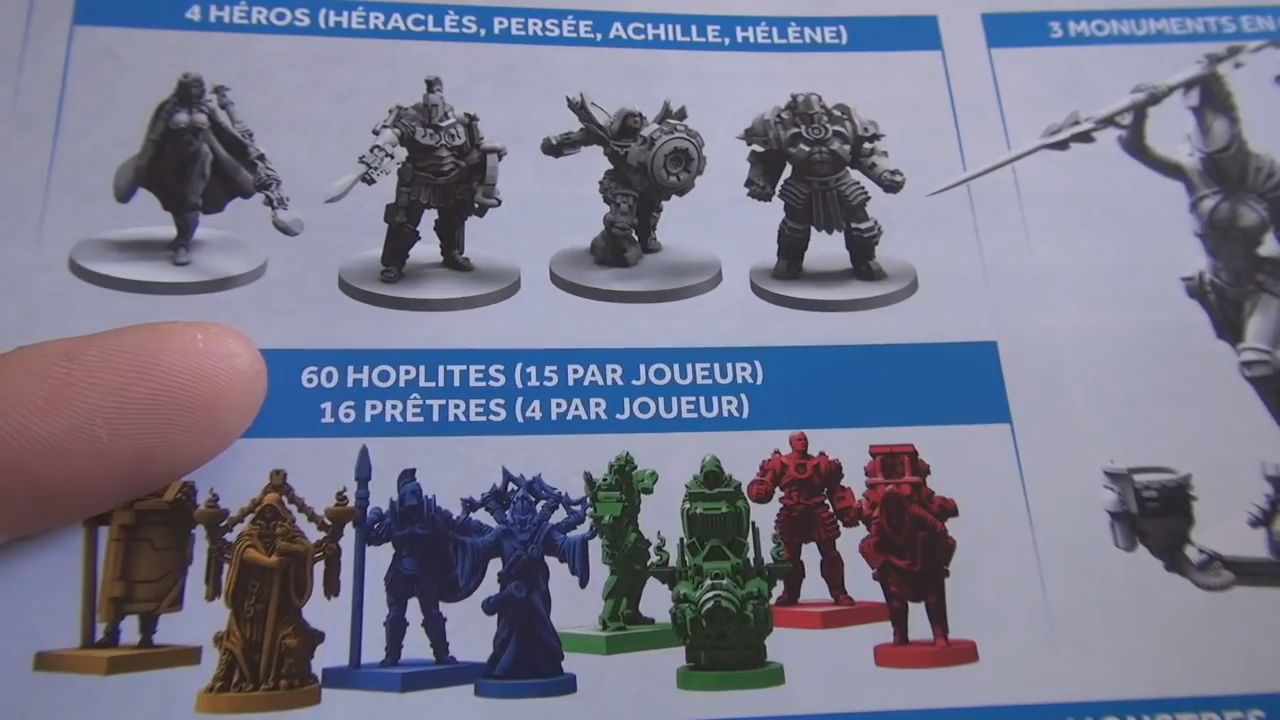 4 HÉROS (HÉRACLÈS, PERSÉE, ACHILLE, HÉLÈNE)
3 MONUMENTS EN
60 HOPLITES (15 PAR JOUEUR)
16 PRÊTRES (4 PAR JOUEUR)
MONSTRES